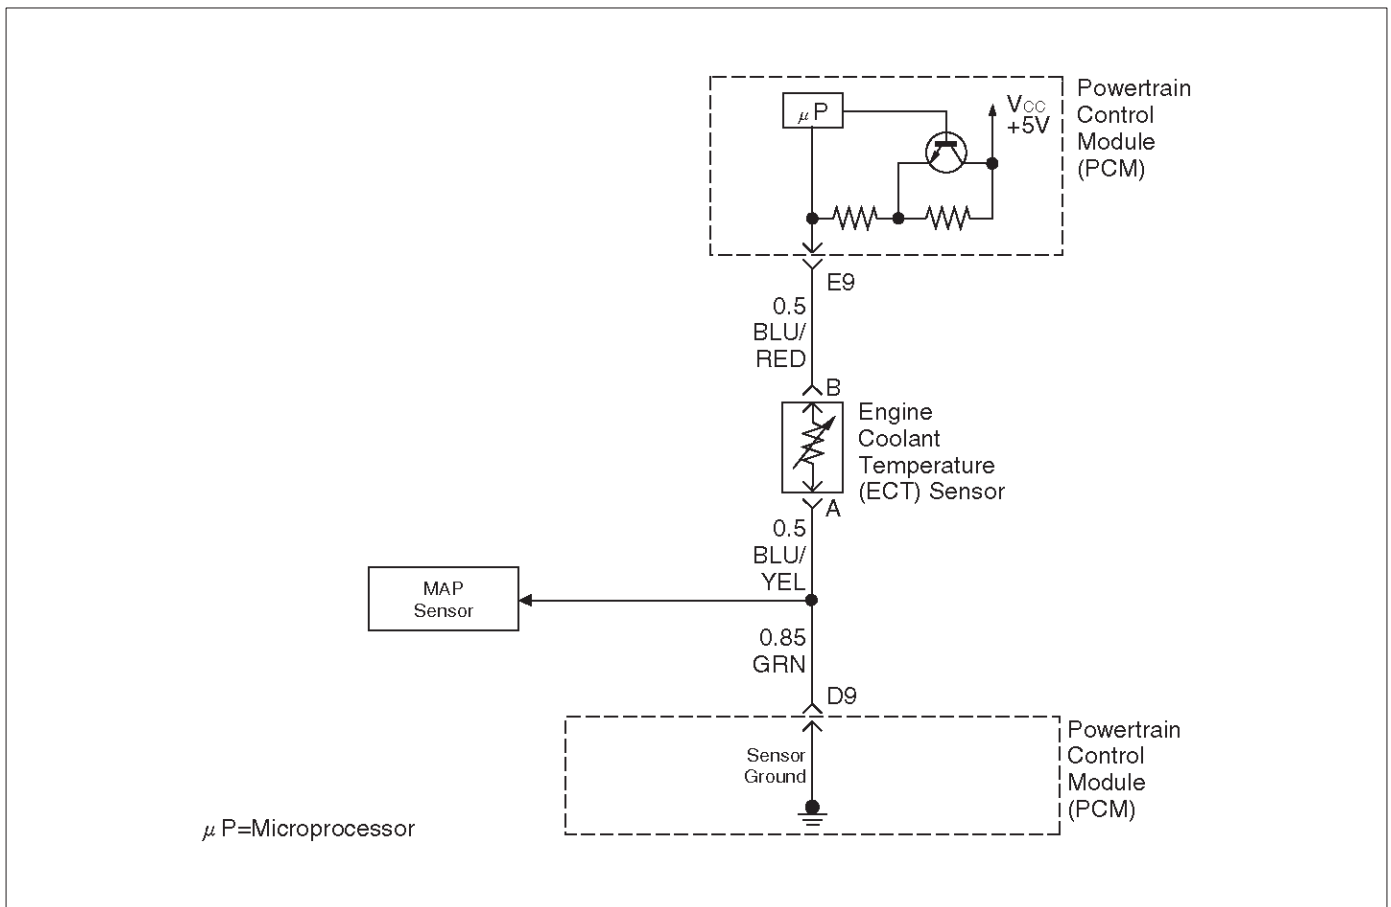 μP
VCC
+5V
Powertrain
Control
Module
(PCM)
E9
0.5
BLU/
RED
B
Engine
Coolant
Temperature
(ECT) Sensor
A
0.5
BLU/
YEL
MAP
Sensor
0.85
GRN
D9
Sensor
Ground
Powertrain
Control
Module
(PCM)
μP=Microprocessor